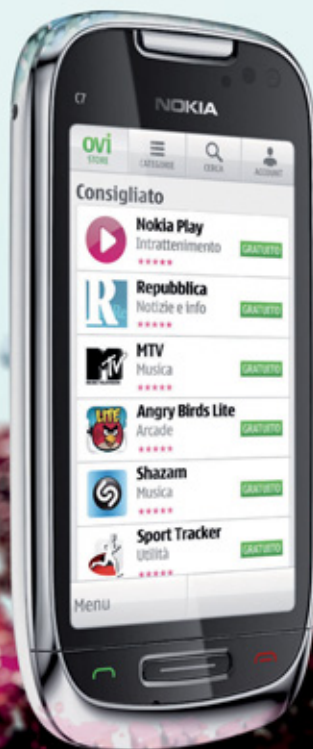 C7
NOKIA
ovi
STORE
CATEGORIE
CERCA
ACCOUNT
Consigliato
Nokia Play
Intrattenimento
GRATUITO
R
Repubblica
Notizie e info
GRATUITO
MTV
Musica
GRATUITO
LITE
Angry Birds Lite
Arcade
GRATUITO
Shazam
Musica
GRATUITO
Sport Tracker
Utilità
GRATUITO
Menu